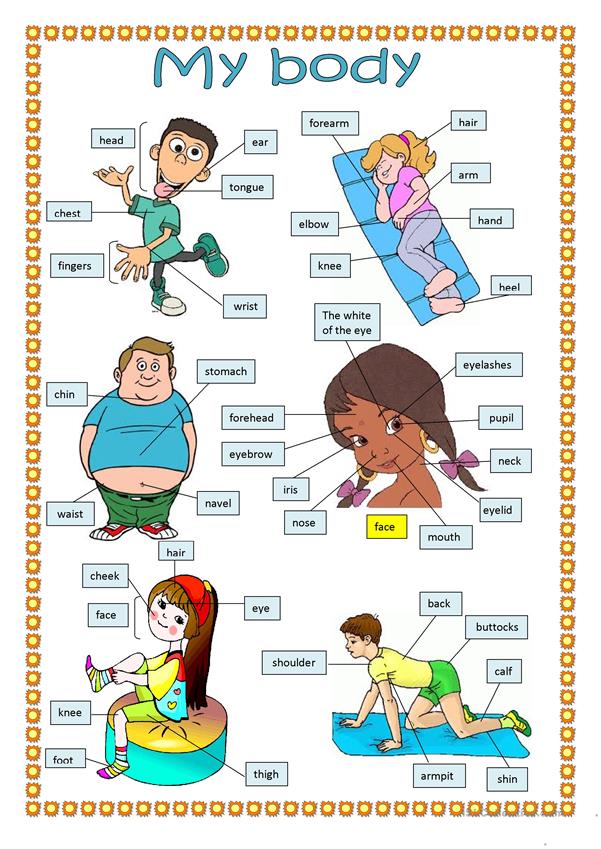 My body
head
ear
tongue
chest
fingers
wrist
forearm
hair
arm
elbow
hand
knee
heel
chin
stomach
waist
navel
The white
of the eye
eyelashes
forehead
pupil
eyebrow
neck
iris
eyelid
nose
face
mouth
hair
cheek
face
eye
knee
foot
thigh
back
buttocks
shoulder
calf
armpit
shin